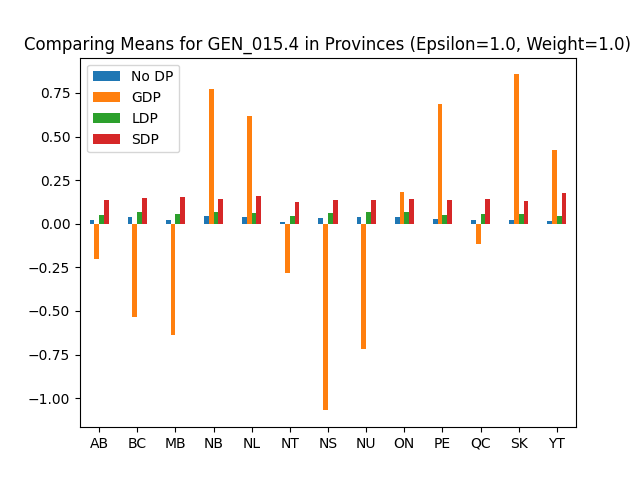 Comparing Means for GEN_015.4 in Provinces (Epsilon=1.0, Weight=1.0)
No DP
GDP
LDP
SDP
0.75
0.50
0.25
0.00
−0.25
−0.50
−0.75
−1.00
AB BC MB NB NL NT NS NU ON PE QC SK YT